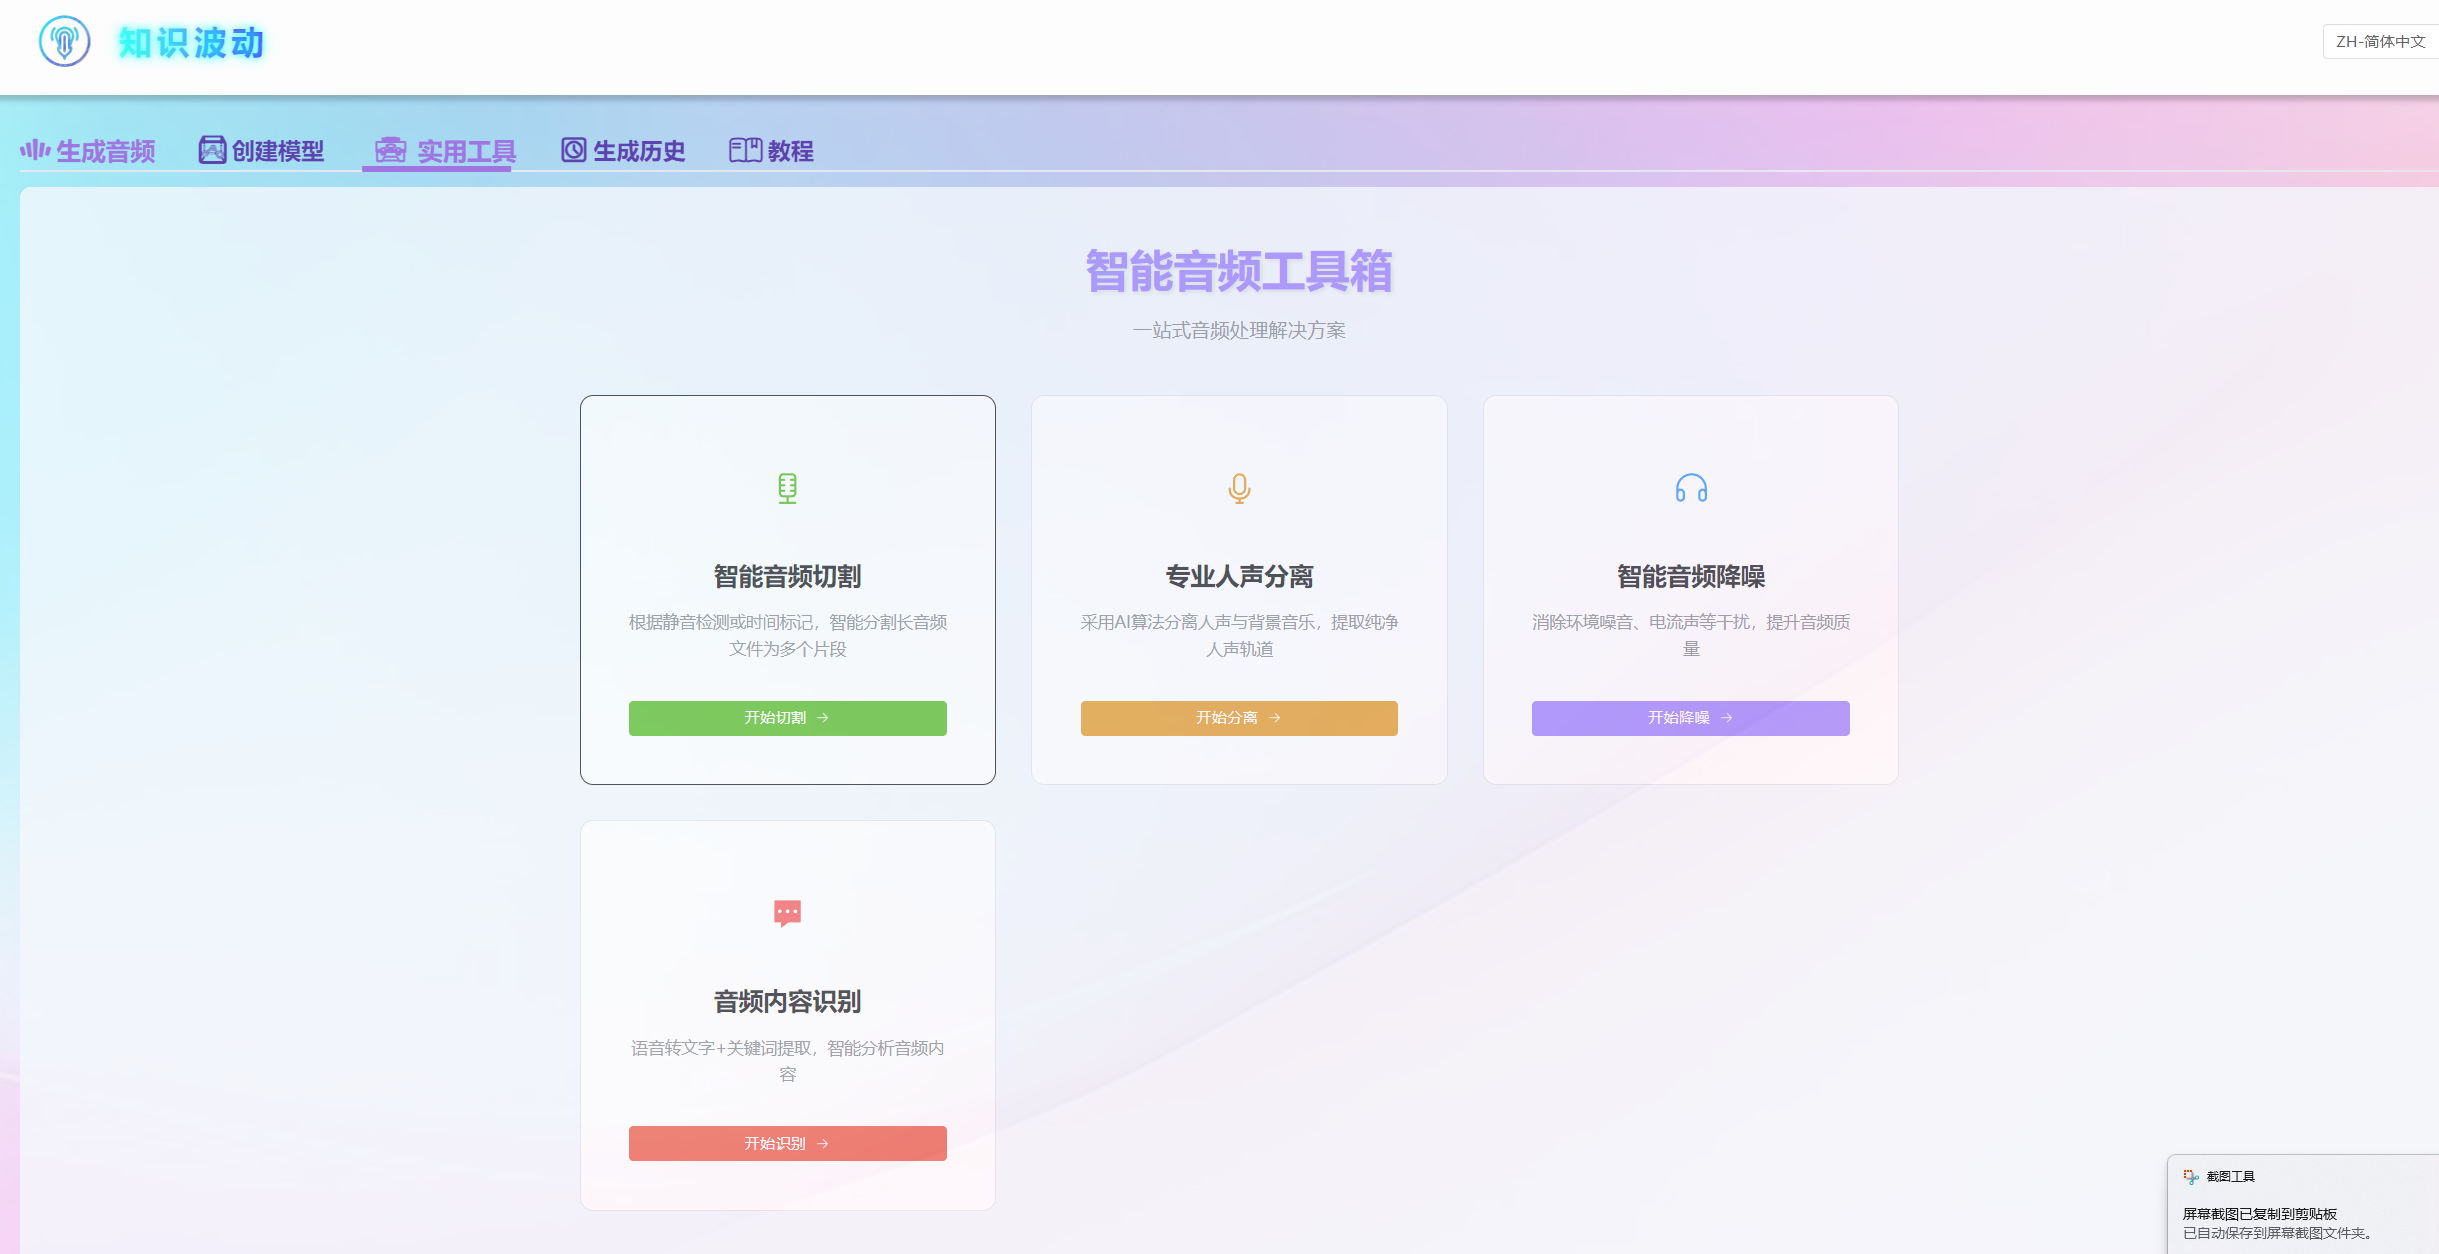 知识波动
ZH-简体中文
生成音频
创建模型
实用工具
生成历史
教程
智能音频工具箱
一站式音频处理解决方案
智能音频切割
根据静音检测或时间标记，智能分割长音频
文件为多个片段
开始切割
专业人声分离
采用AI算法分离人声与背景音乐，提取纯净
人声轨道
开始分离
智能音频降噪
消除环境噪音、电流声等干扰，提升音频质
量
开始降噪
音频内容识别
语音转文字+关键词提取，智能分析音频内
容
开始识别
截图工具
屏幕截图已复制到剪贴板
已自动保存到屏幕截图文件夹。